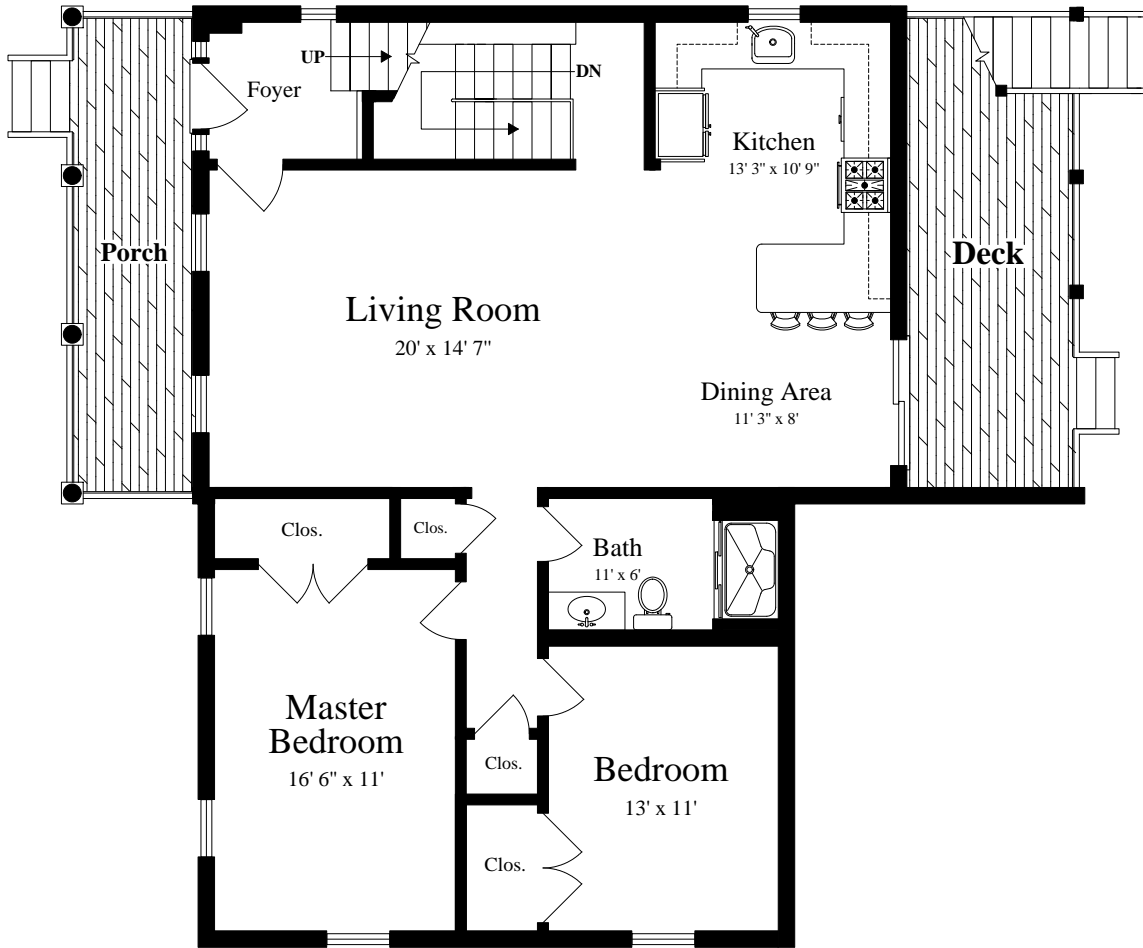 UP
DN
Foyer
Kitchen
13' 3" x 10' 9"
Porch
Deck
Living Room
20' x 14' 7"
Dining Area
11' 3" x 8'
Clos.
Clos.
Bath
11' x 6'
Master
Bedroom
16' 6" x 11'
Clos.
Bedroom
13' x 11'
Clos.